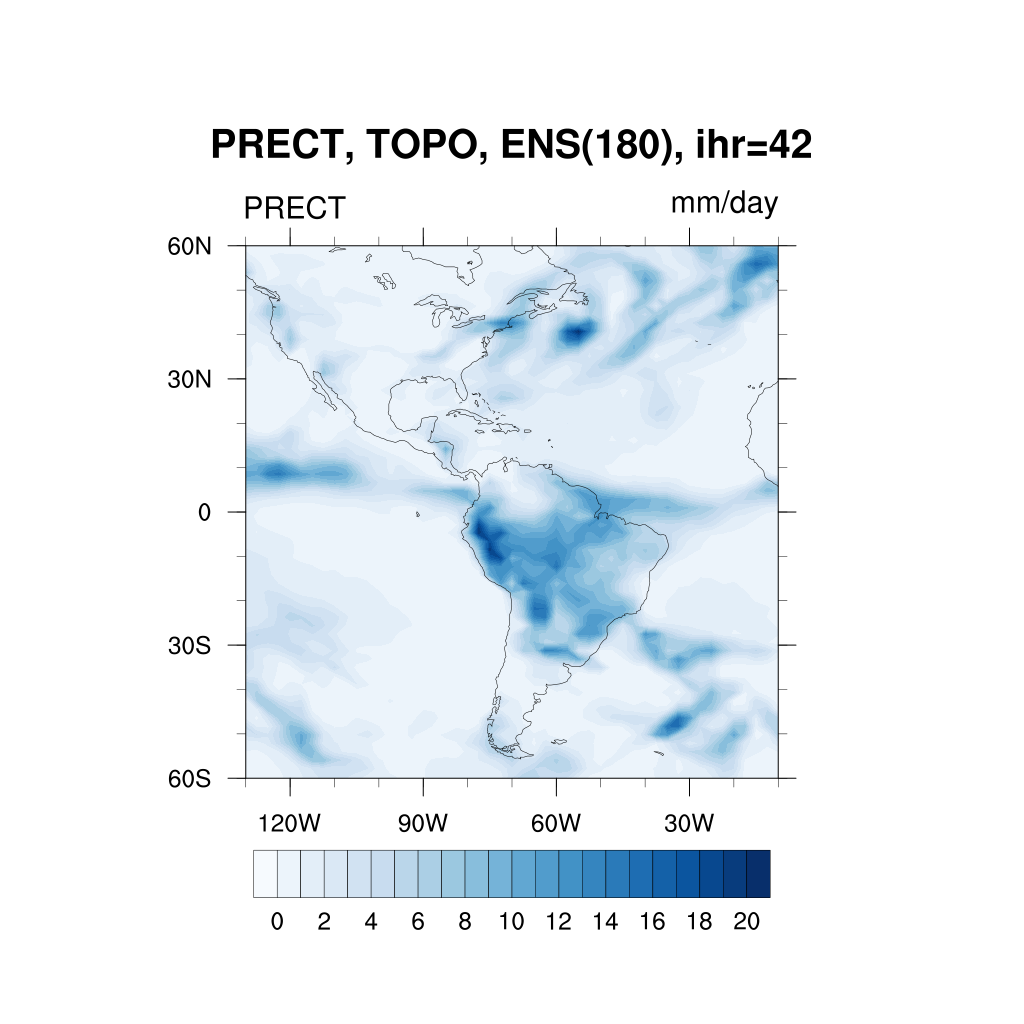 PRECT, TOPO, ENS(180), ihr=42
PRECT mm/day
60N
30N
0
30S
60S
120W 90W 60W 30W
0 2 4 6 8 10 12 14 16 18 20